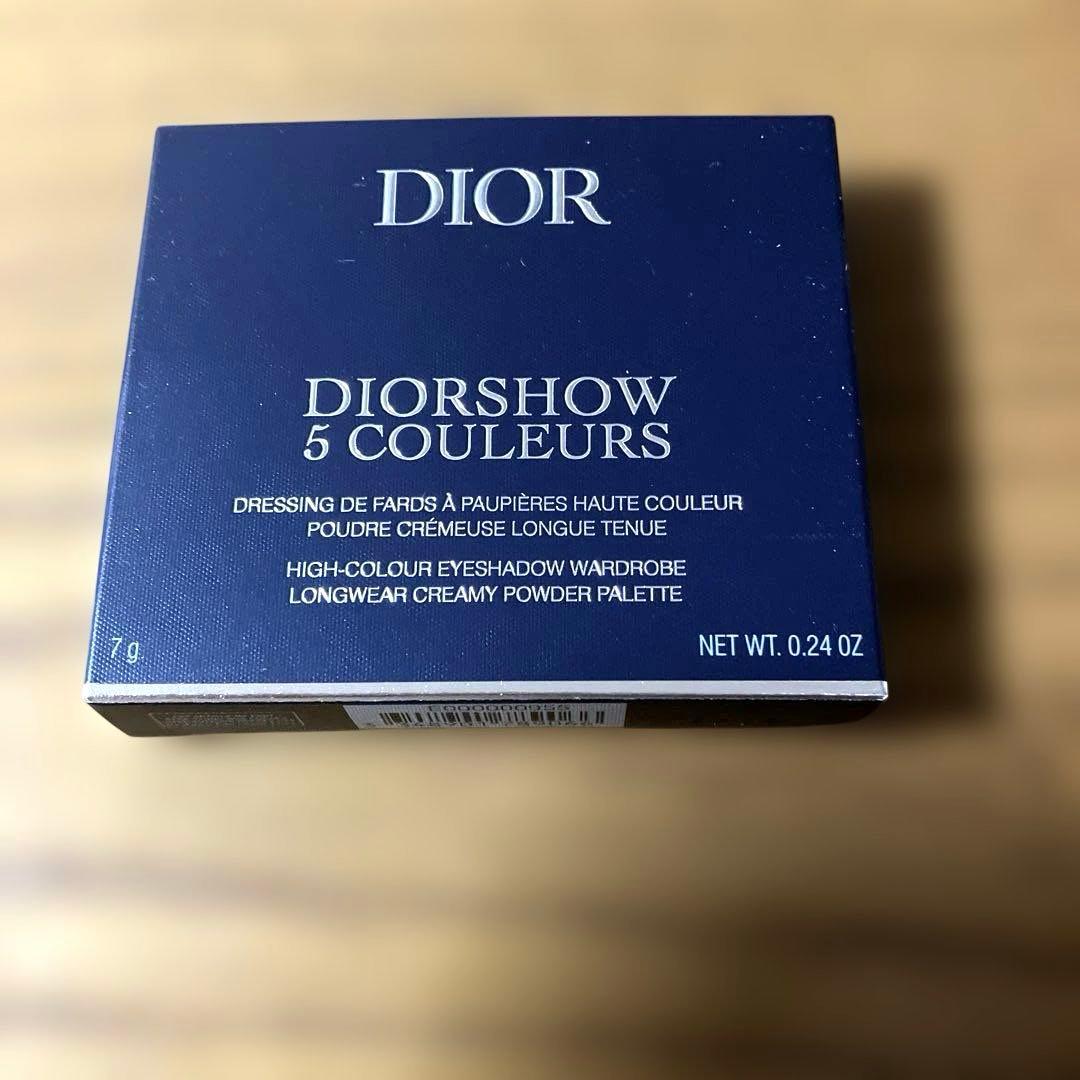 DIOR
DIORSHOW
5 COULEURS
DRESSING DE FARDS À PAUPIÈRES HAUTE COULEUR
POUDRE CRÉMEUSE LONGUE TENUE
HIGH-COLOUR EYESHADOW WARDROBE
LONGWEAR CREAMY POWDER PALETTE
7 g
NET WT. 0.24 OZ